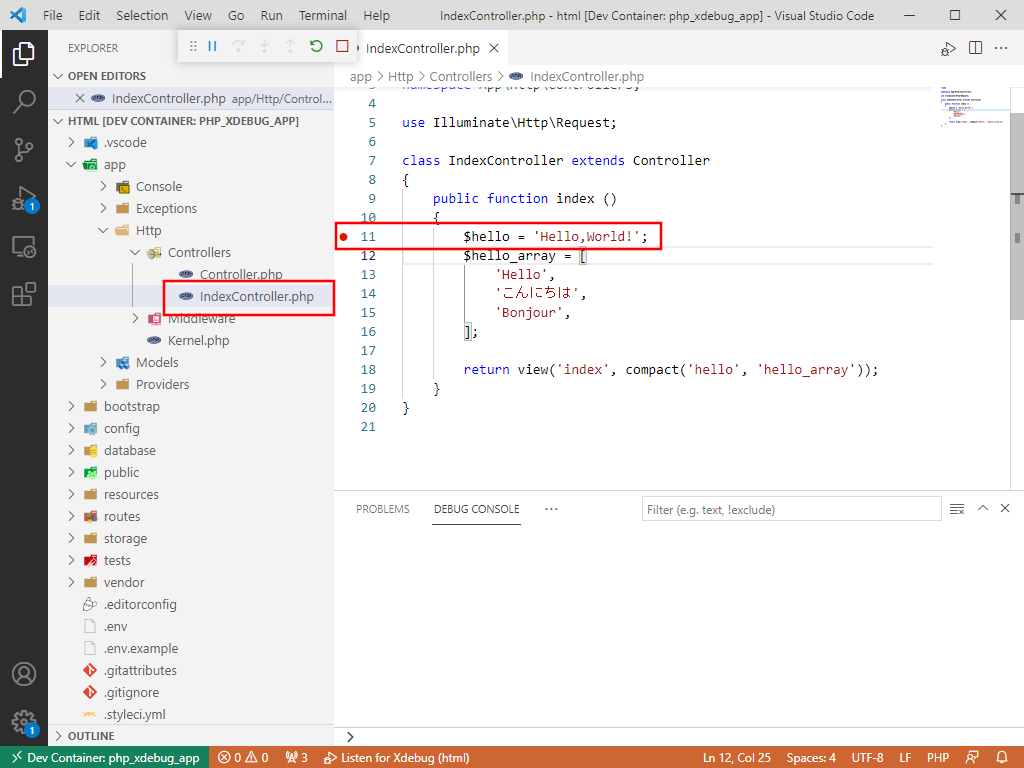 File Edit Selection View Go Run Terminal Help IndexController.php - html [Dev Container: php_xdebug_app] - Visual Studio Code
EXPLORER
OPEN EDITORS
IndexController.php app/Http/Control...
HTML [DEV CONTAINER: PHP_XDEBUG_APP]
.vscode
app
Console
Exceptions
Http
Controllers
Controller.php
IndexController.php
Middleware
Kernel.php
Models
Providers
bootstrap
config
database
public
resources
routes
storage
tests
vendor
.editorconfig
.env
.env.example
.gitattributes
.gitignore
.styleci.yml
OUTLINE
1
1
IndexController.php
app > Http > Controllers > IndexController.php
namespace App\Http\Controllers;
4
5 use Illuminate\Http\Request;
6
7 class IndexController extends Controller
8 {
9 public function index ()
10 {
11 $hello = 'Hello,World!';
12 $hello_array = [
13 'Hello',
14 'こんにちは',
15 'Bonjour',
16 ];
17
18 return view('index', compact('hello', 'hello_array'));
19 }
20 }
21
PROBLEMS DEBUG CONSOLE ... Filter (e.g. text, !exclude)
Dev Container: php_xdebug_app 0 0 3 Listen for Xdebug (html) Ln 12, Col 25 Spaces: 4 UTF-8 LF PHP